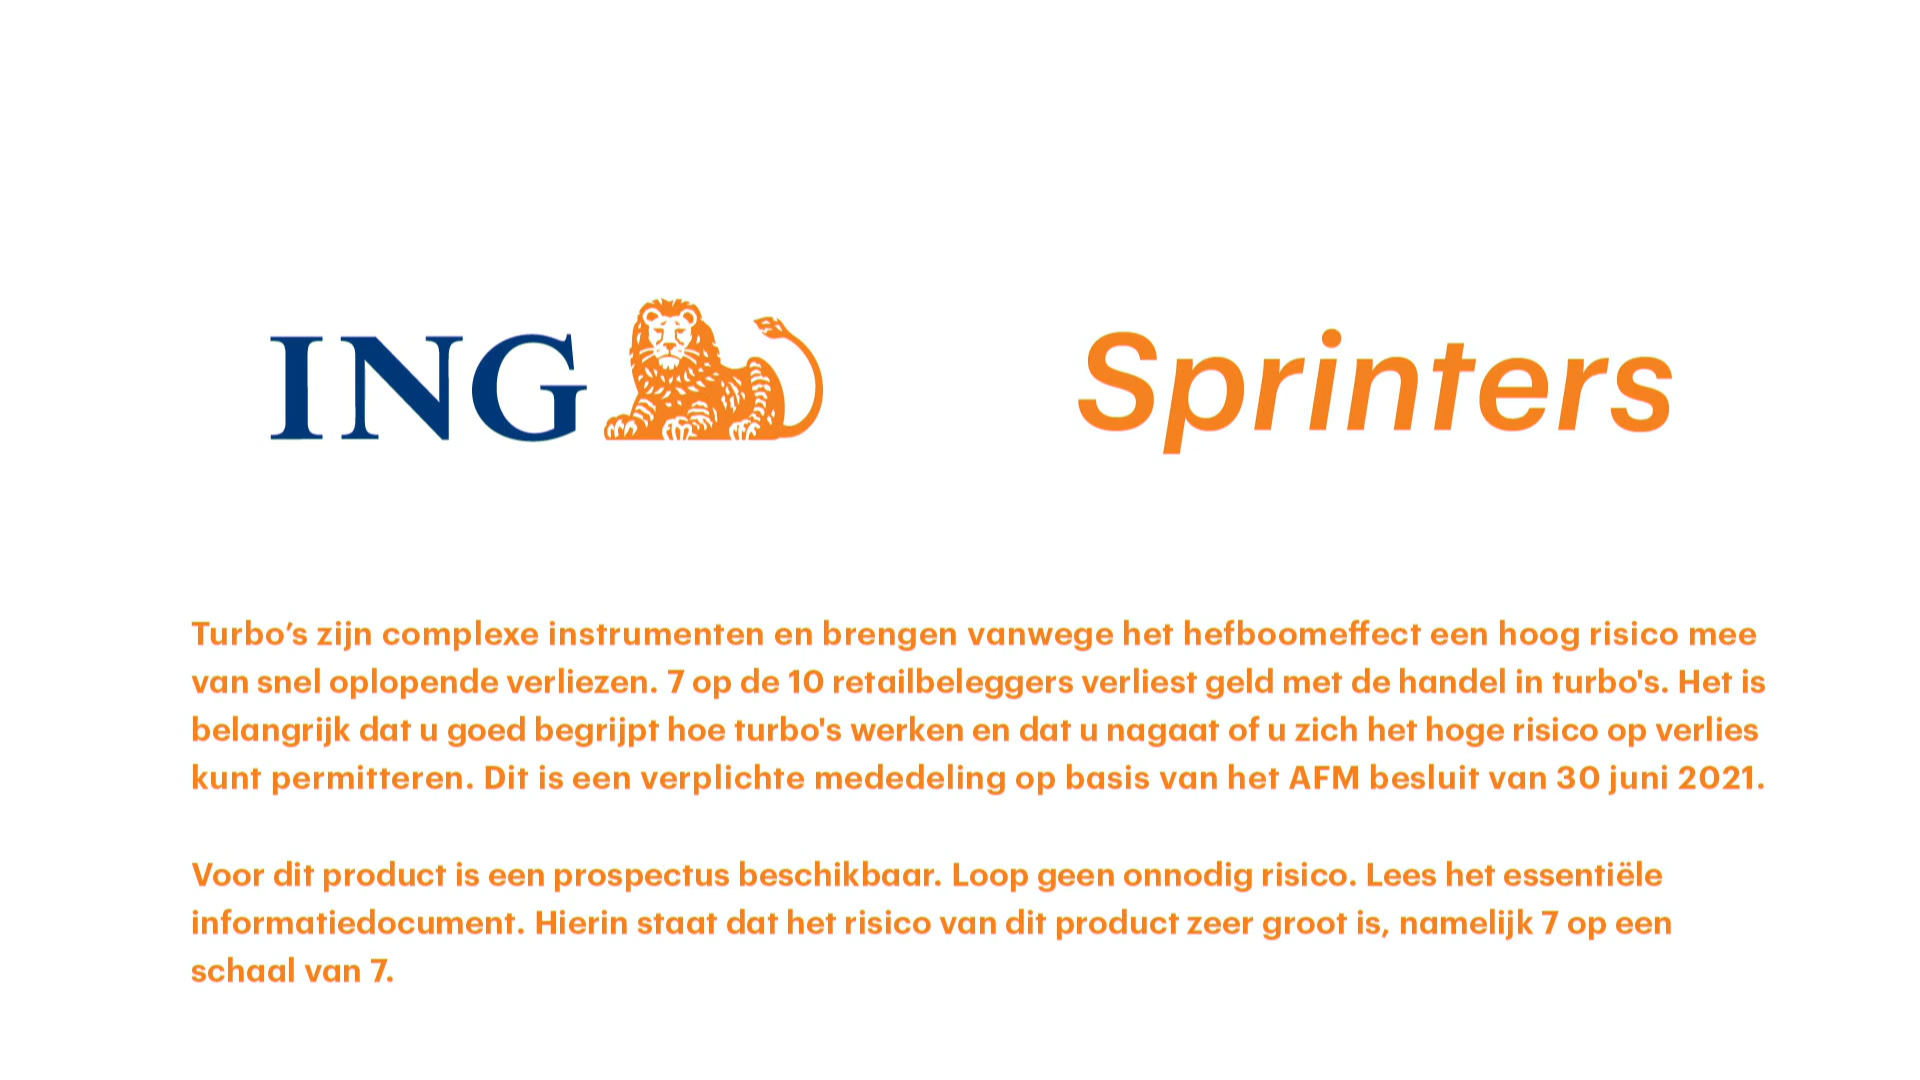 ING
Sprinters
Turbo’s zijn complexe instrumenten en brengen vanwege het hefboomeffect een hoog risico mee
van snel oplopende verliezen. 7 op de 10 retailbeleggers verliest geld met de handel in turbo's. Het is
belangrijk dat u goed begrijpt hoe turbo's werken en dat u nagaat of u zich het hoge risico op verlies
kunt permitteren. Dit is een verplichte mededeling op basis van het AFM besluit van 30 juni 2021.
Voor dit product is een prospectus beschikbaar. Loop geen onnodig risico. Lees het essentiële
informatiedocument. Hierin staat dat het risico van dit product zeer groot is, namelijk 7 op een
schaal van 7.